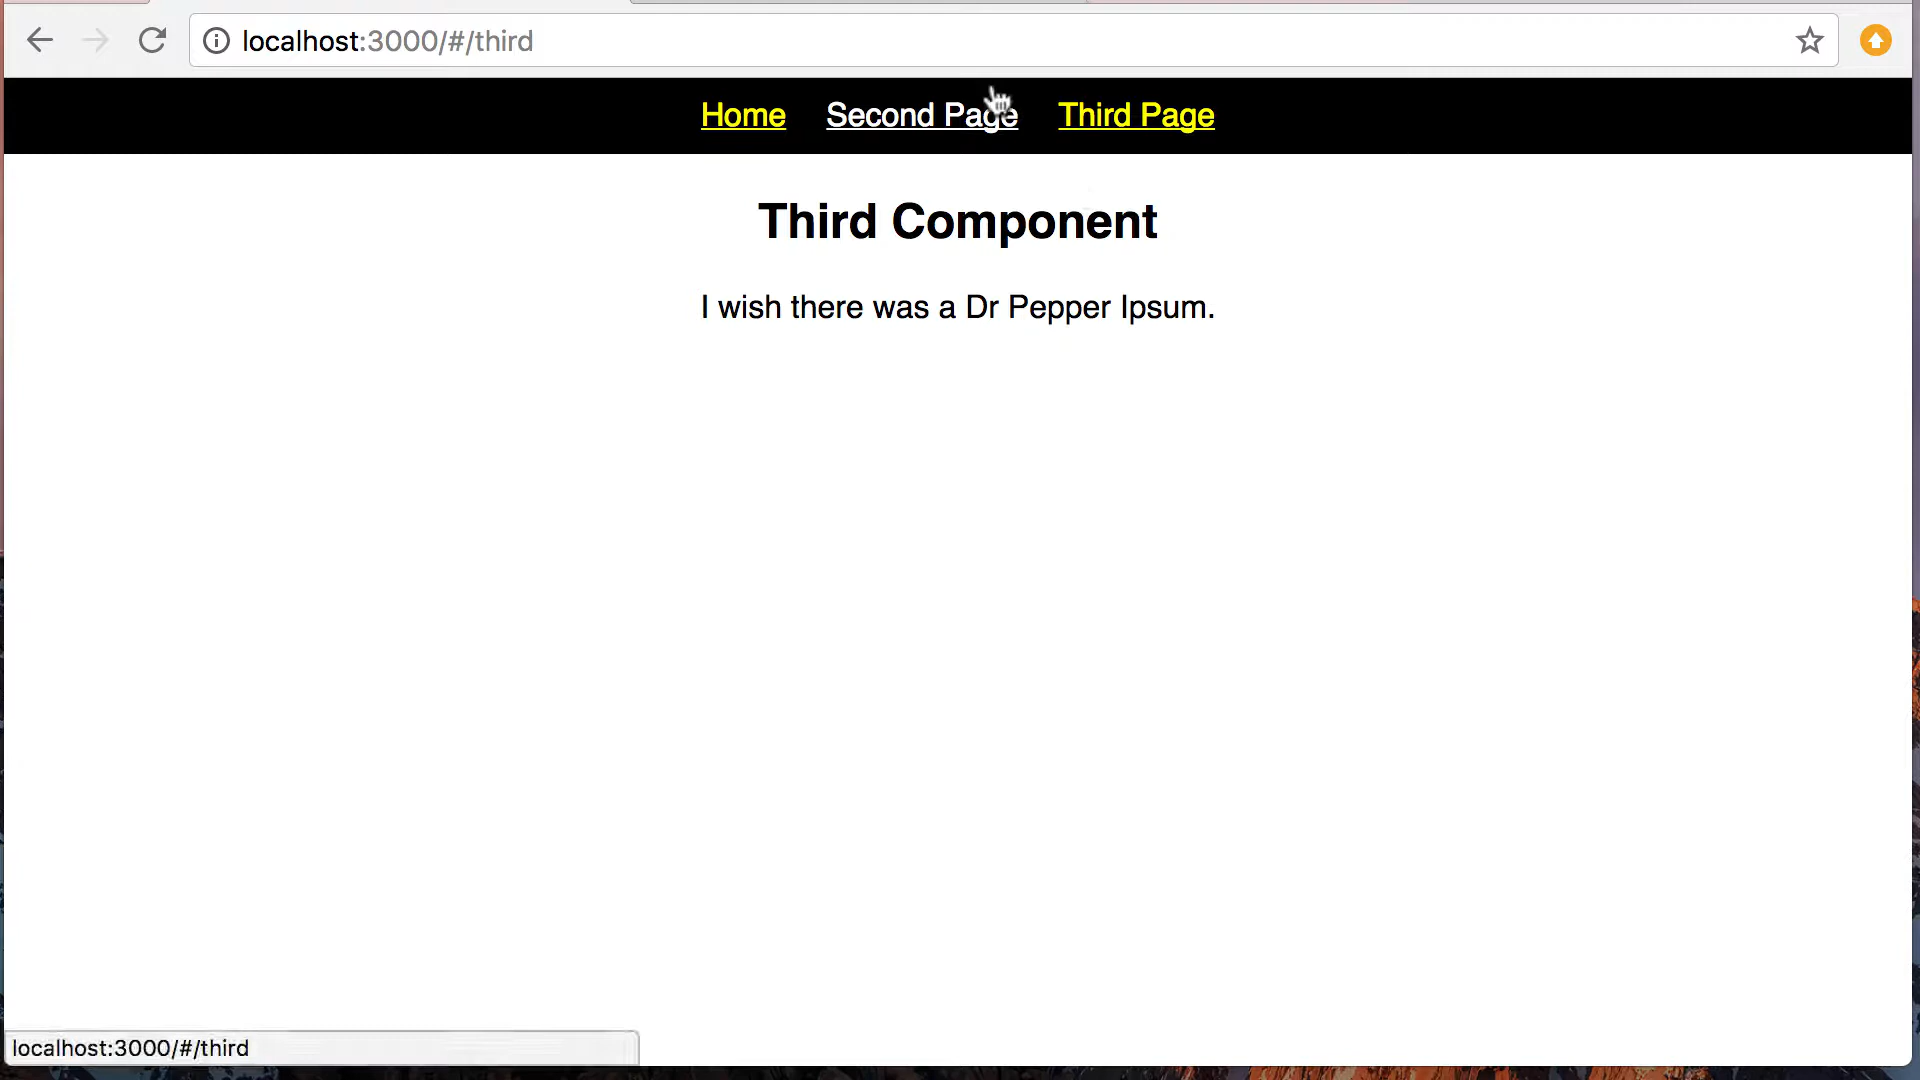 localhost:3000/#/third
Home Second Page Third Page
Third Component
I wish there was a Dr Pepper Ipsum.
localhost:3000/#/third